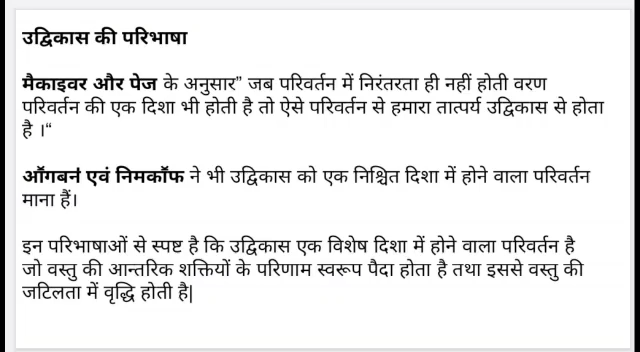 उद्विकास की परिभाषा
मैकाइवर और पेज के अनुसार” जब परिवर्तन में निरंतरता ही नहीं होती वरण
परिवर्तन की एक दिशा भी होती है तो ऐसे परिवर्तन से हमारा तात्पर्य उद्विकास से होता
है ।“
ऑगबर्न एवं निमकॉफ ने भी उद्विकास को एक निश्चित दिशा में होने वाला परिवर्तन
माना हैं।
इन परिभाषाओं से स्पष्ट है कि उद्विकास एक विशेष दिशा में होने वाला परिवर्तन है
जो वस्तु की आन्तरिक शक्तियों के परिणाम स्वरूप पैदा होता है तथा इससे वस्तु की
जटिलता में वृद्धि होती है|